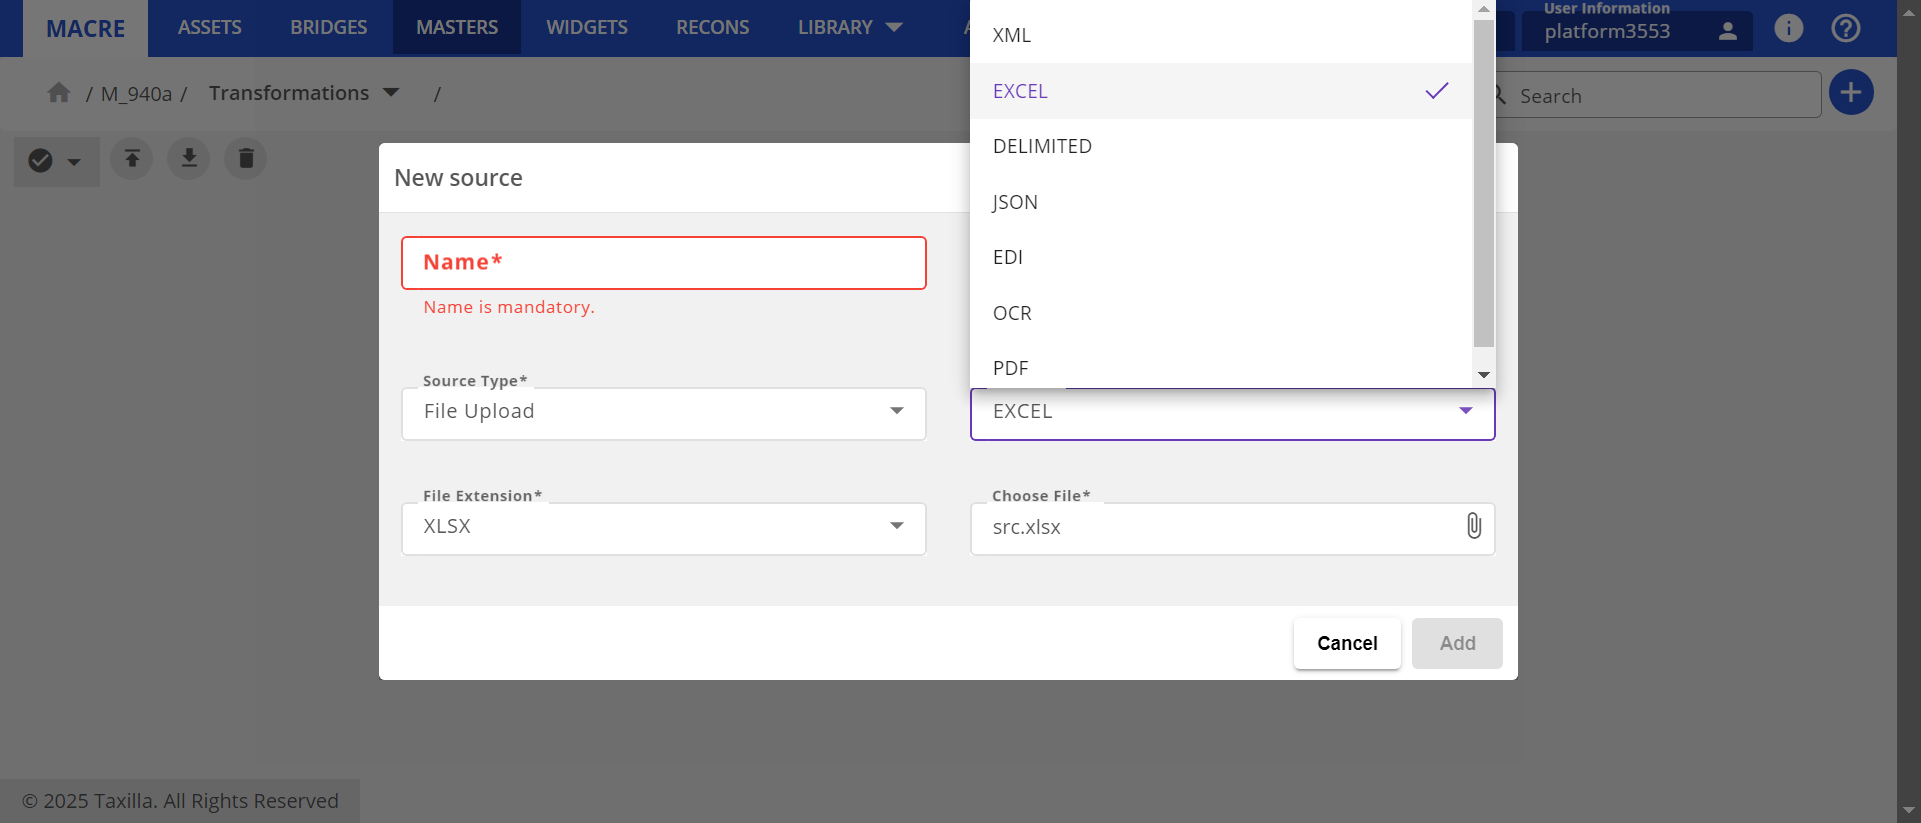 MACRE
ASSETS
BRIDGES
MASTERS
WIDGETS
RECONS
LIBRARY
User Information
platform3553
/ M_940a / Transformations /
Search
New source
Name*
Name is mandatory.
XML
EXCEL
DELIMITED
JSON
EDI
OCR
PDF
Source Type*
File Upload
EXCEL
File Extension*
XLSX
Choose File*
src.xlsx
Cancel
Add
© 2025 Taxilla. All Rights Reserved